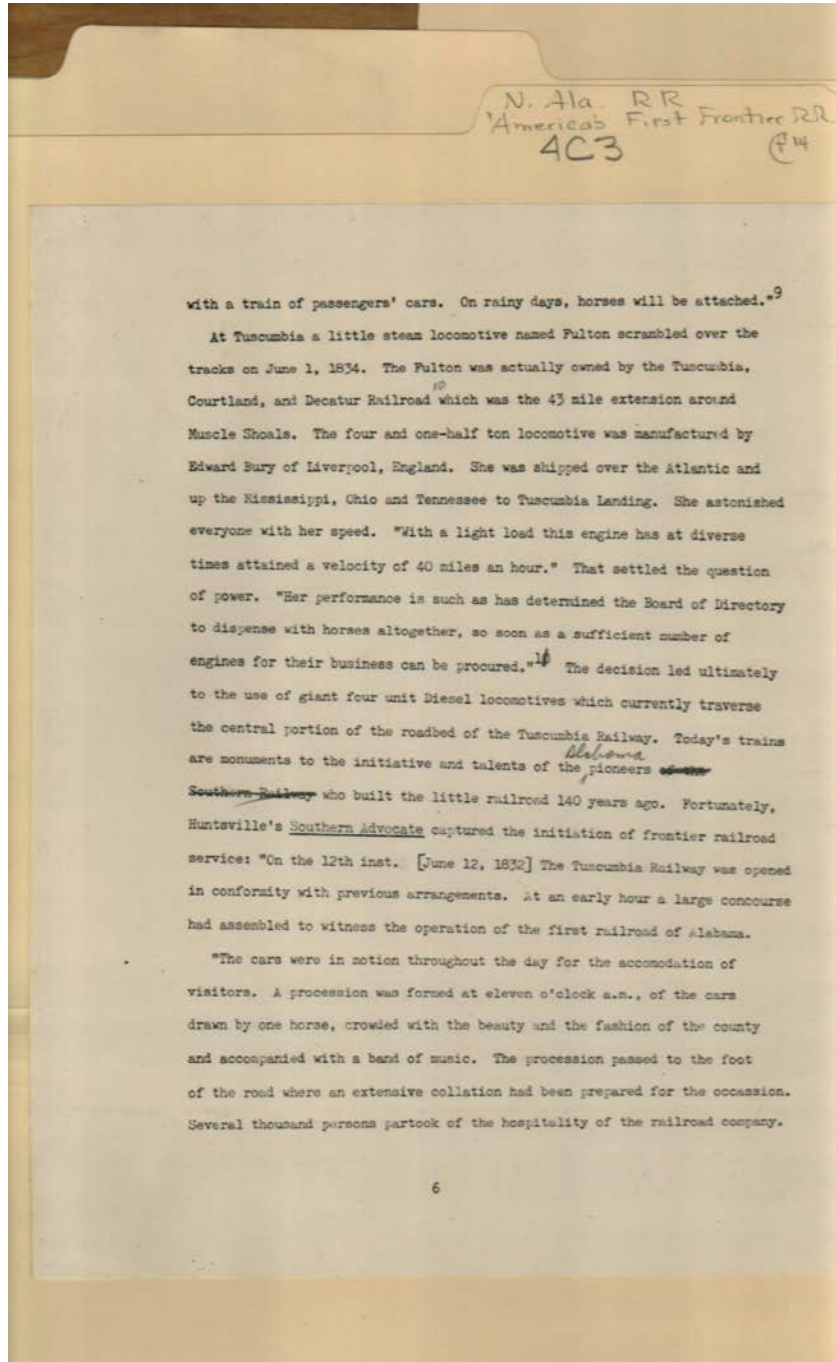 N. Ala. RR
'America's First Frontier RR
4C3
with a train of passengers' cars. On rainy days, horses will be attached."9
At Tuscumbia a little steam locomotive named Fulton scrambled over the
tracks on June 1, 1834. The Fulton was actually owned by the Tuscumbia,
10
Courtland, and Decatur Railroad which was the 43 mile extension around
Muscle Shoals. The four and one-half ton locomotive was manufactured by
Edward Bury of Liverpool, England. She was shipped over the Atlantic and
up the Mississippi, Ohio and Tennessee to Tuscumbia Landing. She astonished
everyone with her speed. "With a light load this engine has at diverse
times attained a velocity of 40 miles an hour." That settled the question
of power. "Her performance is such as has determined the Board of Directory
to dispense with horses altogether, so soon as a sufficient number of
engines for their business can be procured."11 The decision led ultimately
to the use of giant four unit Diesel locomotives which currently traverse
the central portion of the roadbed of the Tuscumbia Railway. Today's trains
Alabama
are monuments to the initiative and talents of the pioneers of the
Southern Railway who built the little railroad 140 years ago. Fortunately,
Huntsville's Southern Advocate captured the initiation of frontier railroad
service: "On the 12th inst. [June 12, 1832] The Tuscumbia Railway was opened
in conformity with previous arrangements. At an early hour a large concourse
had assembled to witness the operation of the first railroad of Alabama.
"The cars were in motion throughout the day for the accomodation of
visitors. A procession was formed at eleven o'clock a.m., of the cars
drawn by one horse, crowded with the beauty and the fashion of the county
and accompanied with a band of music. The procession passed to the foot
of the road where an extensive collation had been prepared for the occassion.
Several thousand persons partook of the hospitality of the railroad company.
6